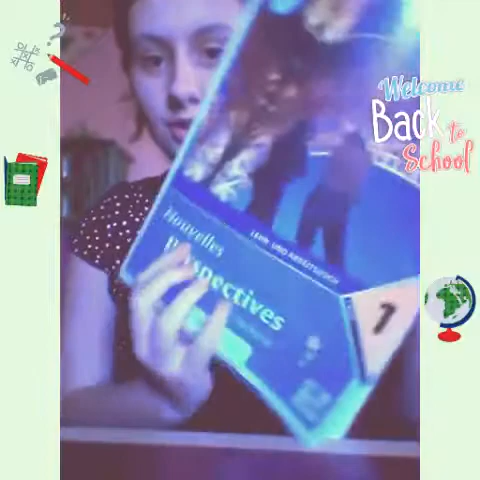 Welcome
Back
to
School
LEHR- UND ARBEITSBUCH
Nouvelles
Perspectives
1